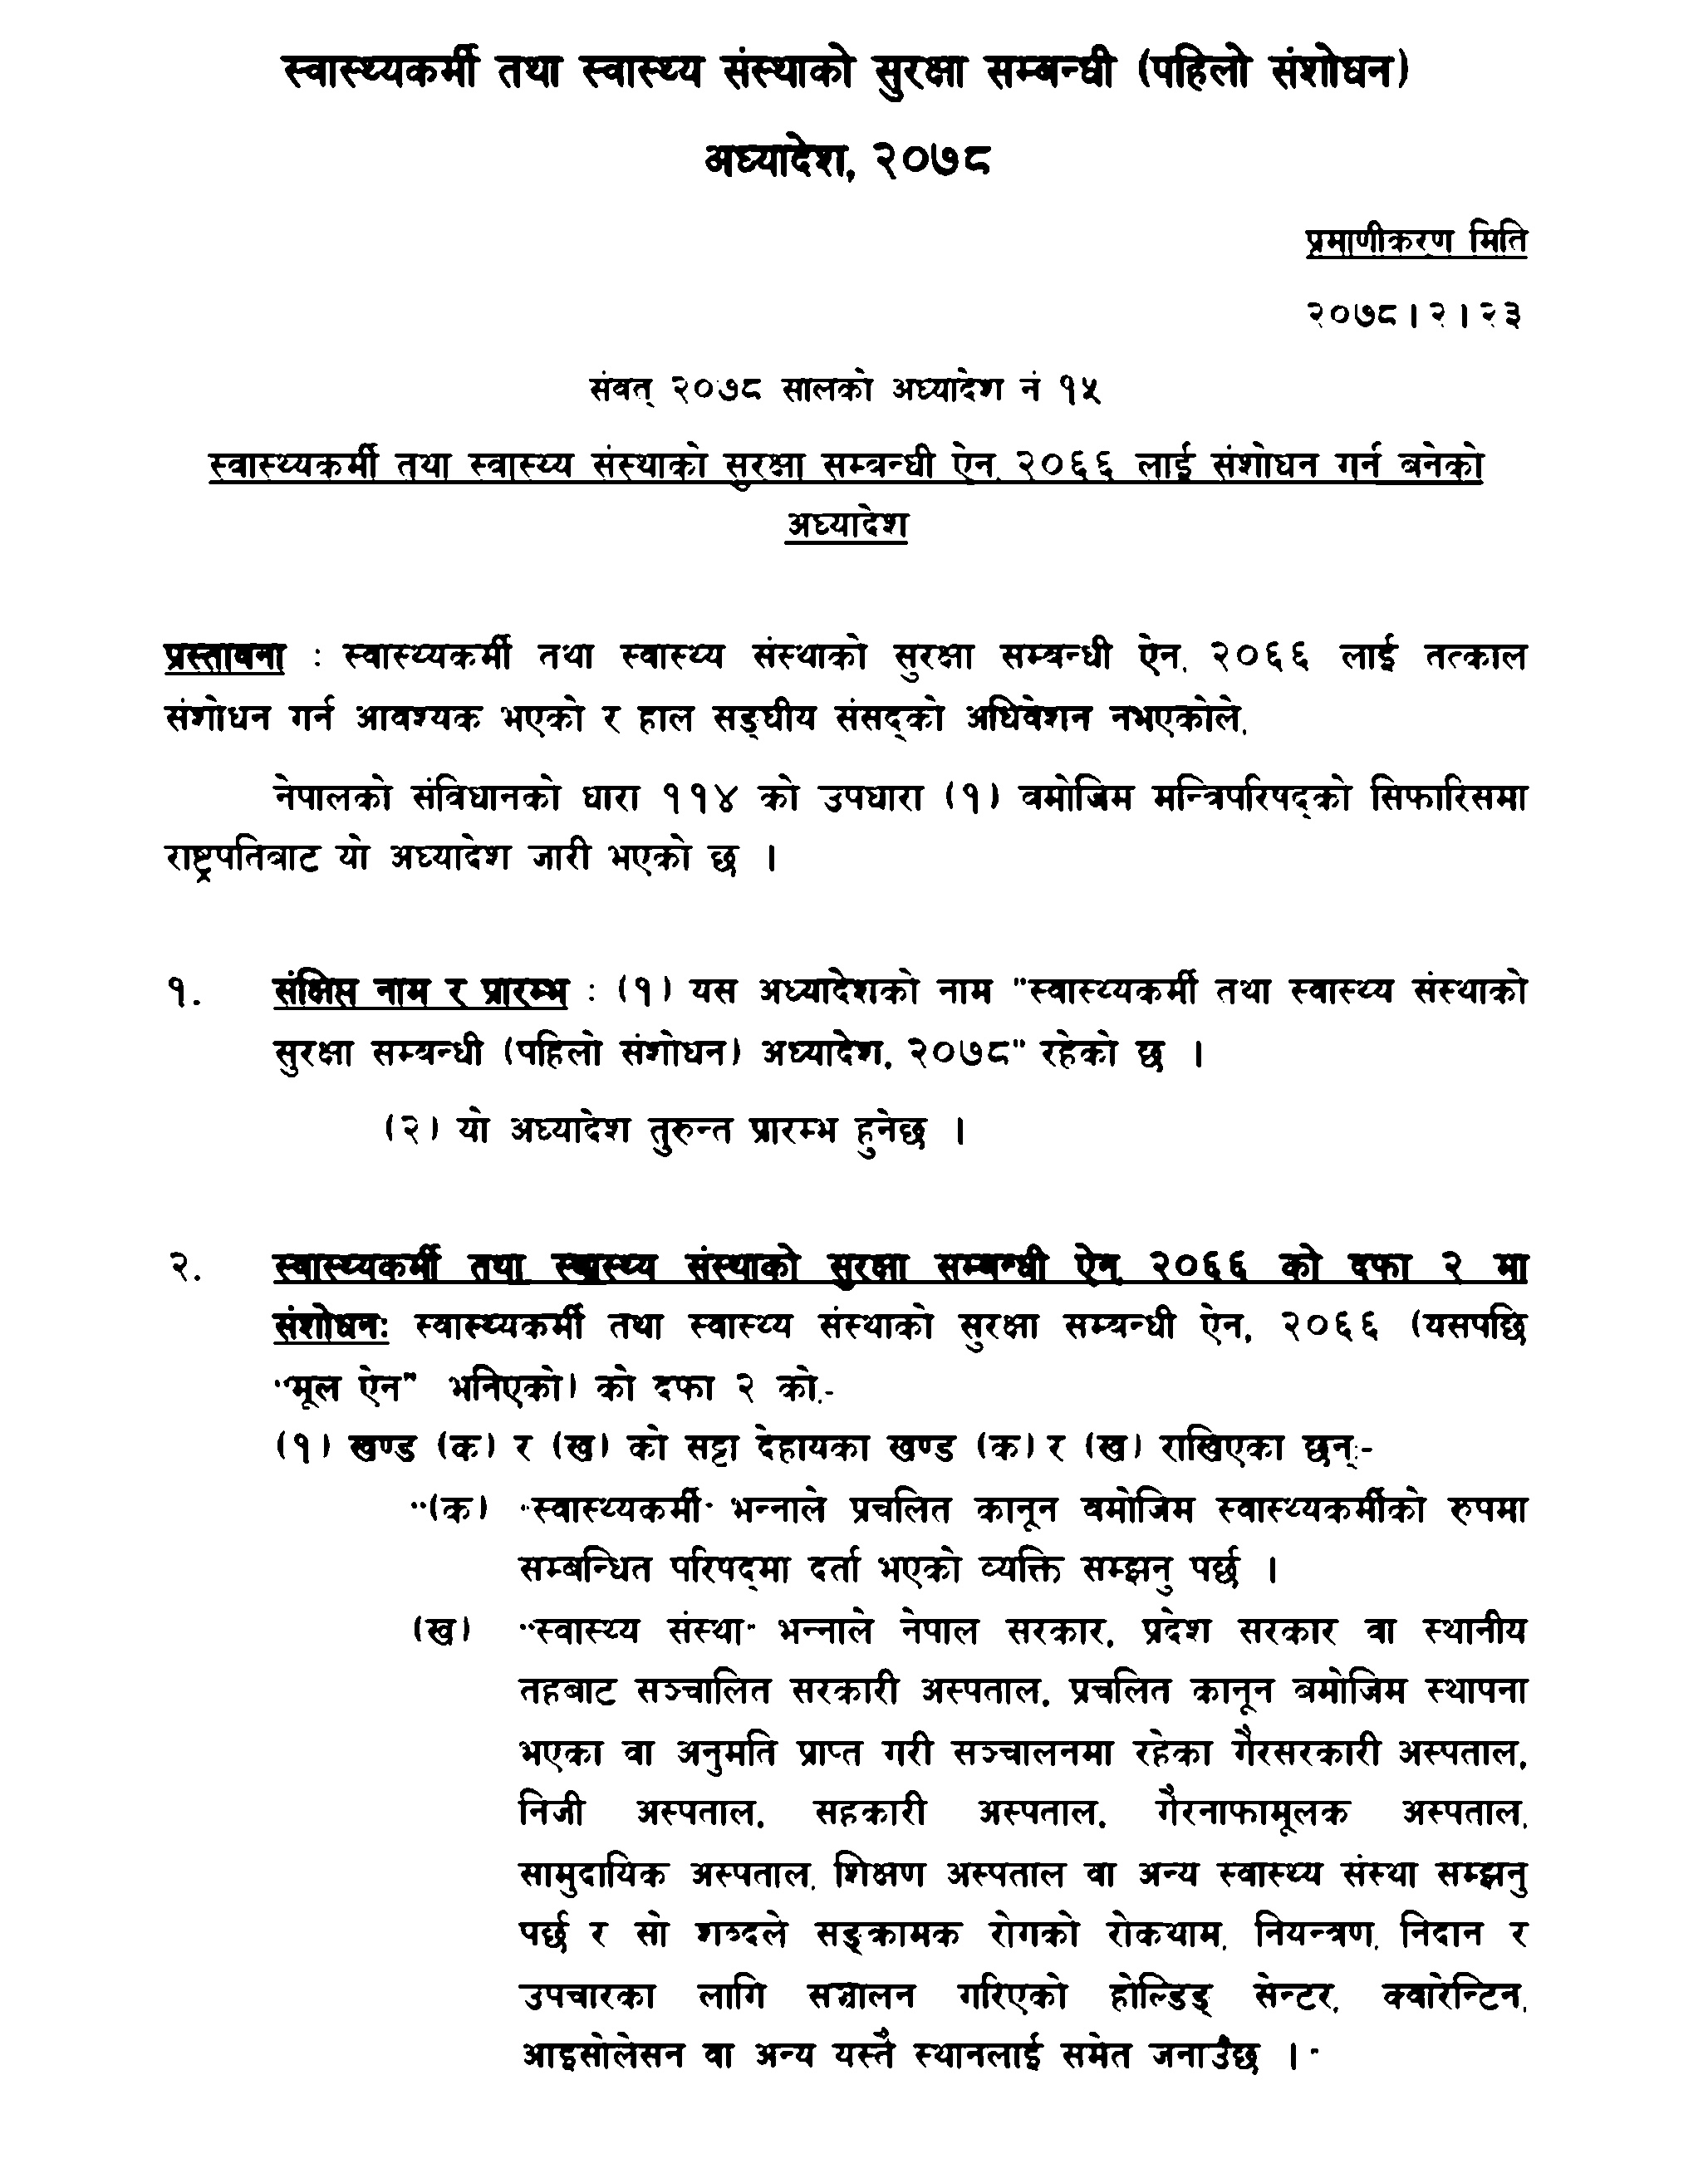 स्वास्थ्यकर्मी तथा स्वास्थ्य संस्थाको सुरक्षा सम्बन्धी (पहिलो संशोधन)
अध्यादेश, २०७८
प्रमाणीकरण मिति
२०७८।२।२३
संवत् २०७८ सालको अध्यादेश नं १५
स्वास्थ्यकर्मी तथा स्वास्थ्य संस्थाको सुरक्षा सम्बन्धी ऐन, २०६६ लाई संशोधन गर्न बनेको
अध्यादेश
प्रस्तावना : स्वास्थ्यकर्मी तथा स्वास्थ्य संस्थाको सुरक्षा सम्बन्धी ऐन, २०६६ लाई तत्काल
संशोधन गर्न आवश्यक भएको र हाल सङ्घीय संसद्को अधिवेशन नभएकोले,
नेपालको संविधानको धारा ११४ को उपधारा (१) बमोजिम मन्त्रिपरिषद्को सिफारिसमा
राष्ट्रपतिबाट यो अध्यादेश जारी भएको छ ।
१. संक्षिप्त नाम र प्रारम्भ : (१) यस अध्यादेशको नाम "स्वास्थ्यकर्मी तथा स्वास्थ्य संस्थाको
सुरक्षा सम्बन्धी (पहिलो संशोधन) अध्यादेश, २०७८" रहेको छ ।
(२) यो अध्यादेश तुरुन्त प्रारम्भ हुनेछ ।
२. स्वास्थ्यकर्मी तथा स्वास्थ्य संस्थाको सुरक्षा सम्बन्धी ऐन, २०६६ को दफा २ मा
संशोधनः स्वास्थ्यकर्मी तथा स्वास्थ्य संस्थाको सुरक्षा सम्बन्धी ऐन, २०६६ (यसपछि
"मूल ऐन" भनिएको) को दफा २ को,-
(१) खण्ड (क) र (ख) को सट्टा देहायका खण्ड (क) र (ख) राखिएका छन्:-
"(क) "स्वास्थ्यकर्मी" भन्नाले प्रचलित कानून बमोजिम स्वास्थ्यकर्मीको रुपमा
सम्बन्धित परिषद्मा दर्ता भएको व्यक्ति सम्झनु पर्छ ।
(ख) "स्वास्थ्य संस्था" भन्नाले नेपाल सरकार, प्रदेश सरकार वा स्थानीय
तहबाट सञ्चालित सरकारी अस्पताल, प्रचलित कानून बमोजिम स्थापना
भएका वा अनुमति प्राप्त गरी सञ्चालनमा रहेका गैरसरकारी अस्पताल,
निजी अस्पताल, सहकारी अस्पताल, गैरनाफामूलक अस्पताल,
सामुदायिक अस्पताल, शिक्षण अस्पताल वा अन्य स्वास्थ्य संस्था सम्झनु
पर्छ र सो शब्दले सङ्क्रामक रोगको रोकथाम, नियन्त्रण, निदान र
उपचारका लागि सञ्चालन गरिएको होल्डिङ् सेन्टर, क्वारेन्टिन,
आइसोलेसन वा अन्य यस्तै स्थानलाई समेत जनाउँछ ।"